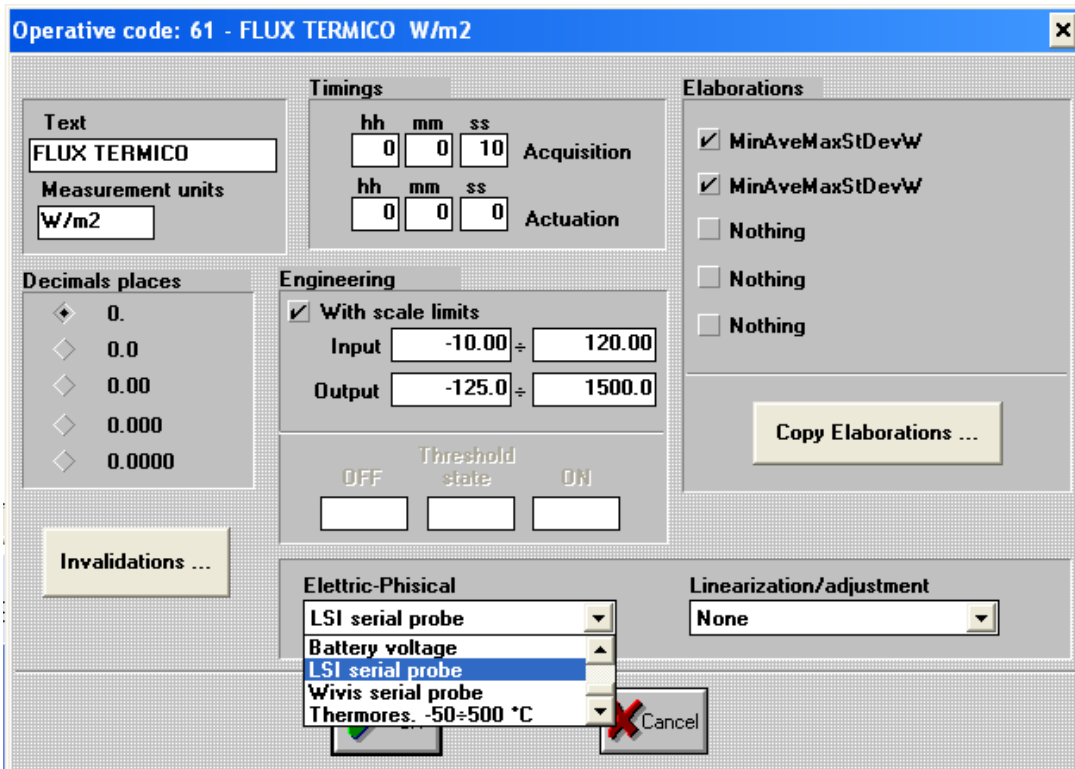 Operative code: 61 - FLUX TERMICO W/m2
Text
FLUX TERMICO
Measurement units
W/m2
Timings
hh mm ss
0 0 10 Acquisition
hh mm ss
0 0 0 Actuation
Elaborations
MinAveMaxStDevW
MinAveMaxStDevW
Nothing
Nothing
Nothing
Copy Elaborations ...
Decimals places
0.
0.0
0.00
0.000
0.0000
Engineering
With scale limits
Input -10.00 ÷ 120.00
Output -125.0 ÷ 1500.0
OFF Threshold state ON
Invalidations ...
Elettric-Phisical
LSI serial probe
Battery voltage
LSI serial probe
Wivis serial probe
Thermores. -50÷500 °C
Linearization/adjustment
None
Cancel